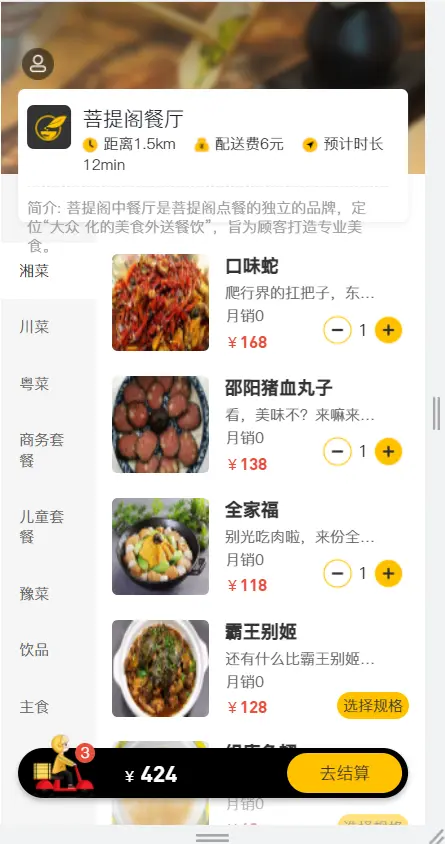 菩提阁餐厅
距离1.5km 配送费6元 预计时长
12min
简介: 菩提阁中餐厅是菩提阁点餐的独立的品牌，定
位“大众 化的美食外送餐饮”，旨为顾客打造专业美
食。
湘菜
川菜
粤菜
商务套
餐
儿童套
餐
豫菜
饮品
主食
口味蛇
爬行界的扛把子，东...
月销0
￥168
1
邵阳猪血丸子
看，美味不？来嘛来...
月销0
￥138
1
全家福
别光吃肉啦，来份全...
月销0
￥118
1
霸王别姬
还有什么比霸王别姬...
月销0
￥128
选择规格
月销0
选择规格
3
￥424
去结算